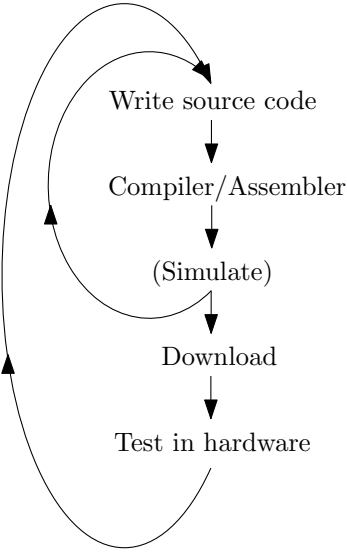 Write source code
Compiler/Assembler
(Simulate)
Download
Test in hardware